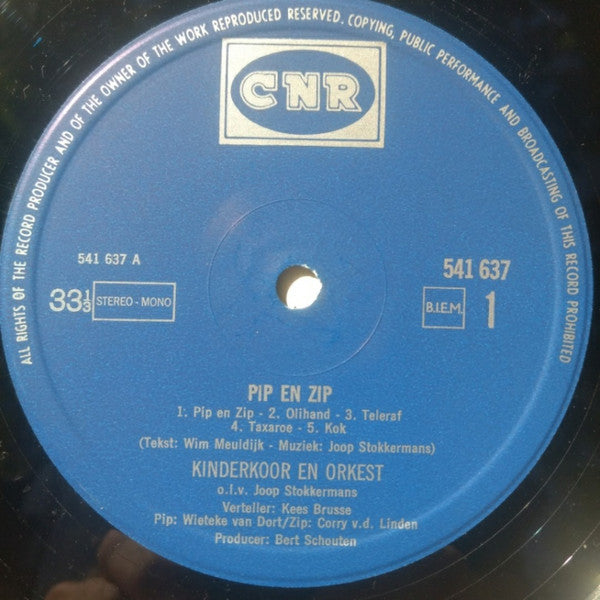 ALL RIGHTS OF THE RECORD PRODUCER AND OF THE OWNER OF THE WORK REPRODUCED RESERVED. COPYING, PUBLIC PERFORMANCE AND BROADCASTING OF THIS RECORD PROHIBITED
CNR
541 637 A
33⅓ STEREO - MONO
541 637
B.I.E.M. 1
PIP EN ZIP
1. Pip en Zip - 2. Olihand - 3. Teleraf
4. Taxaroe - 5. Kok
(Tekst: Wim Meuldijk - Muziek: Joop Stokkermans)
KINDERKOOR EN ORKEST
o.l.v. Joop Stokkermans
Verteller: Kees Brusse
Pip: Wieteke van Dort/Zip: Corry v.d. Linden
Producer: Bert Schouten